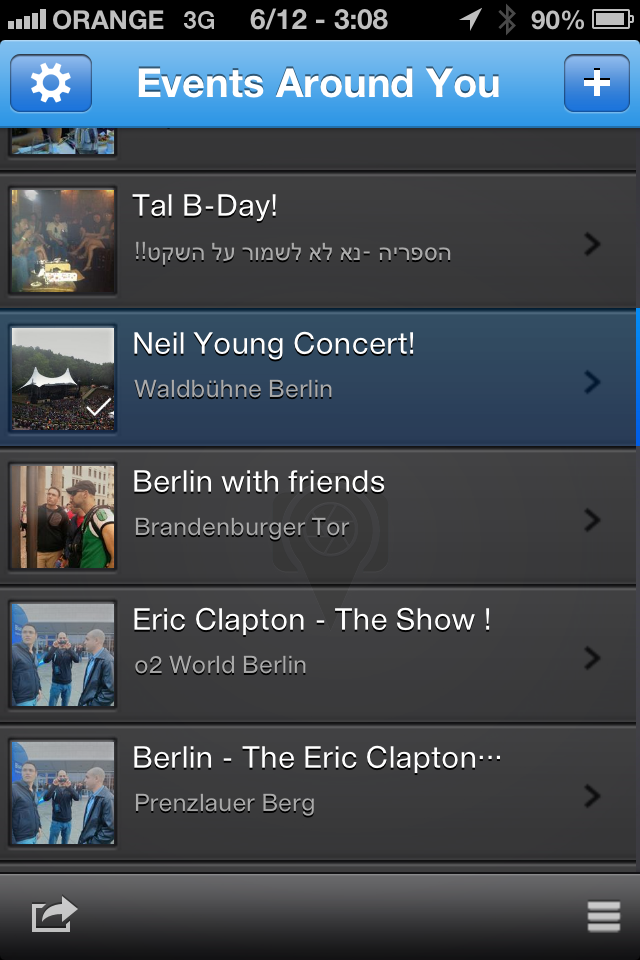 ORANGE 3G 6/12 - 3:08 90%
Events Around You
Tal B-Day!
הספריה -נא לא לשמור על השקט!!
Neil Young Concert!
Waldbühne Berlin
Berlin with friends
Brandenburger Tor
Eric Clapton - The Show !
o2 World Berlin
Berlin - The Eric Clapton···
Prenzlauer Berg